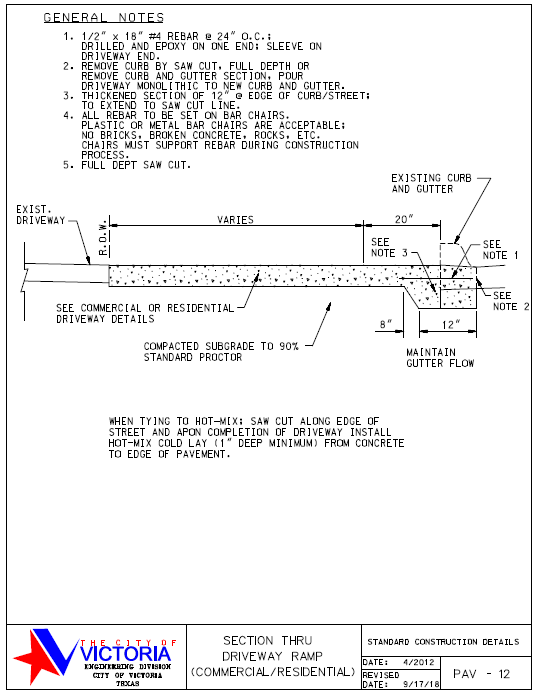 GENERAL NOTES
1. 1/2" x 18" #4 REBAR @ 24" O.C.;
DRILLED AND EPOXY ON ONE END; SLEEVE ON
DRIVEWAY END.
2. REMOVE CURB BY SAW CUT, FULL DEPTH OR
REMOVE CURB AND GUTTER SECTION, POUR
DRIVEWAY MONOLITHIC TO NEW CURB AND GUTTER.
3. THICKENED SECTION OF 12" @ EDGE OF CURB/STREET;
TO EXTEND TO SAW CUT LINE.
4. ALL REBAR TO BE SET ON BAR CHAIRS.
PLASTIC OR METAL BAR CHAIRS ARE ACCEPTABLE;
NO BRICKS, BROKEN CONCRETE, ROCKS, ETC.
CHAIRS MUST SUPPORT REBAR DURING CONSTRUCTION
PROCESS.
5. FULL DEPT SAW CUT.
EXISTING CURB
AND GUTTER
EXIST.
DRIVEWAY
R.O.W.
VARIES
20"
SEE
NOTE 3
SEE
NOTE 1
SEE
NOTE 2
SEE COMMERCIAL OR RESIDENTIAL
DRIVEWAY DETAILS
8"
12"
COMPACTED SUBGRADE TO 90%
STANDARD PROCTOR
MAINTAIN
GUTTER FLOW
WHEN TYING TO HOT-MIX; SAW CUT ALONG EDGE OF
STREET AND APON COMPLETION OF DRIVEWAY INSTALL
HOT-MIX COLD LAY (1" DEEP MINIMUM) FROM CONCRETE
TO EDGE OF PAVEMENT.
THE CITY OF
VICTORIA
ENGINEERING DIVISION
CITY OF VICTORIA
TEXAS
SECTION THRU
DRIVEWAY RAMP
(COMMERCIAL/RESIDENTIAL)
STANDARD CONSTRUCTION DETAILS
DATE: 4/2012
REVISED
DATE: 9/17/18
PAV - 12